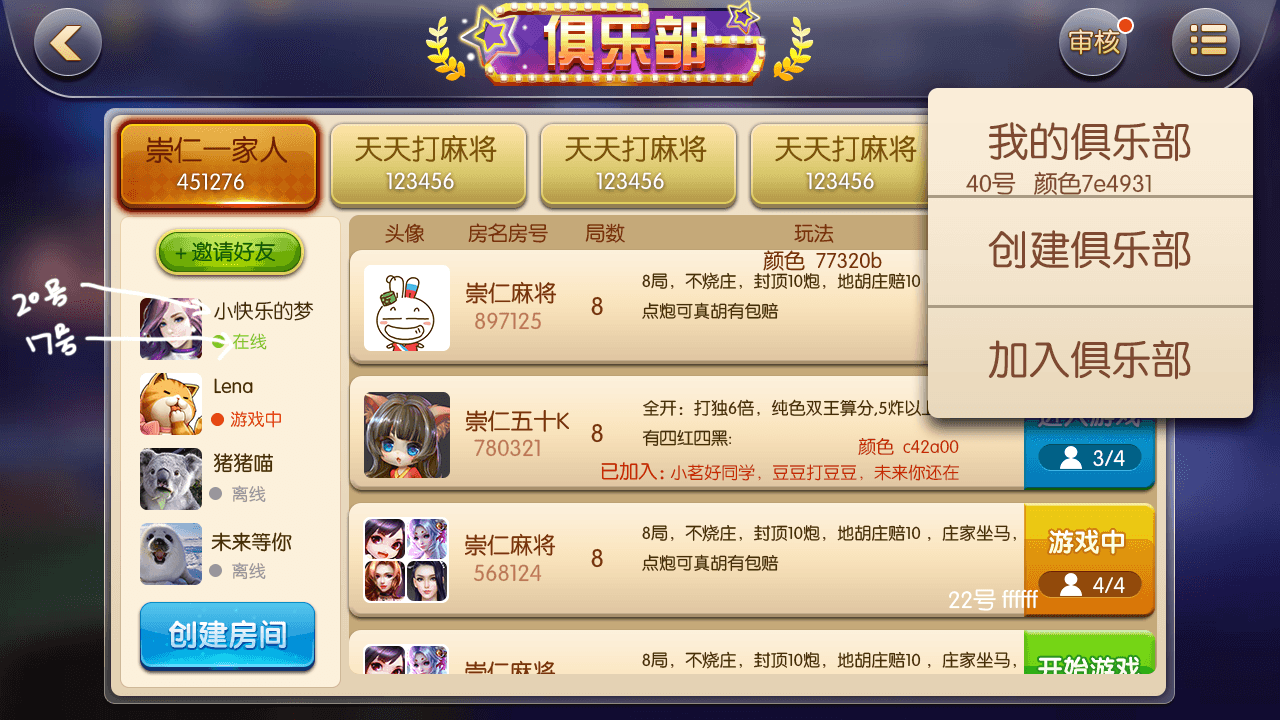 俱乐部
审核
崇仁一家人
451276
天天打麻将
123456
天天打麻将
123456
天天打麻将
123456
我的俱乐部
40号 颜色7e4931
创建俱乐部
加入俱乐部
+邀请好友
20号
小快乐的梦
17号
在线
Lena
游戏中
猪猪喵
离线
未来等你
离线
创建房间
头像 房名房号 局数 玩法
颜色 77320b
崇仁麻将
897125
8
8局，不烧庄，封顶10炮，地胡庄赔10
点炮可真胡有包赔
崇仁五十K
780321
8
全开：打独6倍，纯色双王算分,5炸以上
有四红四黑:
颜色 c42a00
已加入：小茗好同学，豆豆打豆豆，未来你还在
进入游戏
3/4
崇仁麻将
568124
8
8局，不烧庄，封顶10炮，地胡庄赔10 ，庄家坐马，
点炮可真胡有包赔
22号 ffffff
游戏中
4/4
崇仁麻将
8局，不烧庄，封顶10炮，地胡庄赔10 ，庄家坐马，
开始游戏